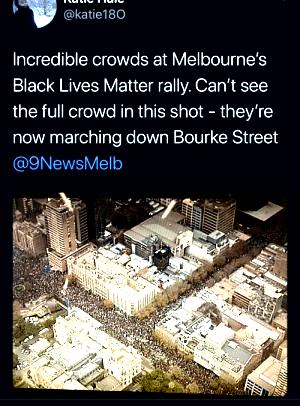 @katie180
Incredible crowds at Melbourne's
Black Lives Matter rally. Can't see
the full crowd in this shot - they're
now marching down Bourke Street
@9NewsMelb